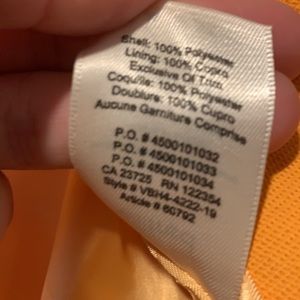 Shell: 100% Polyester
Lining: 100% Cupro
Exclusive Of Trim
Coquille: 100% Polyester
Doublure: 100% Cupro
Aucune Garniture Comprise
P.O. # 4500101032
P.O. # 4500101033
P.O. # 4500101034
CA 23725 RN 122354
Style # VBH4-4222-19
Article # 60792